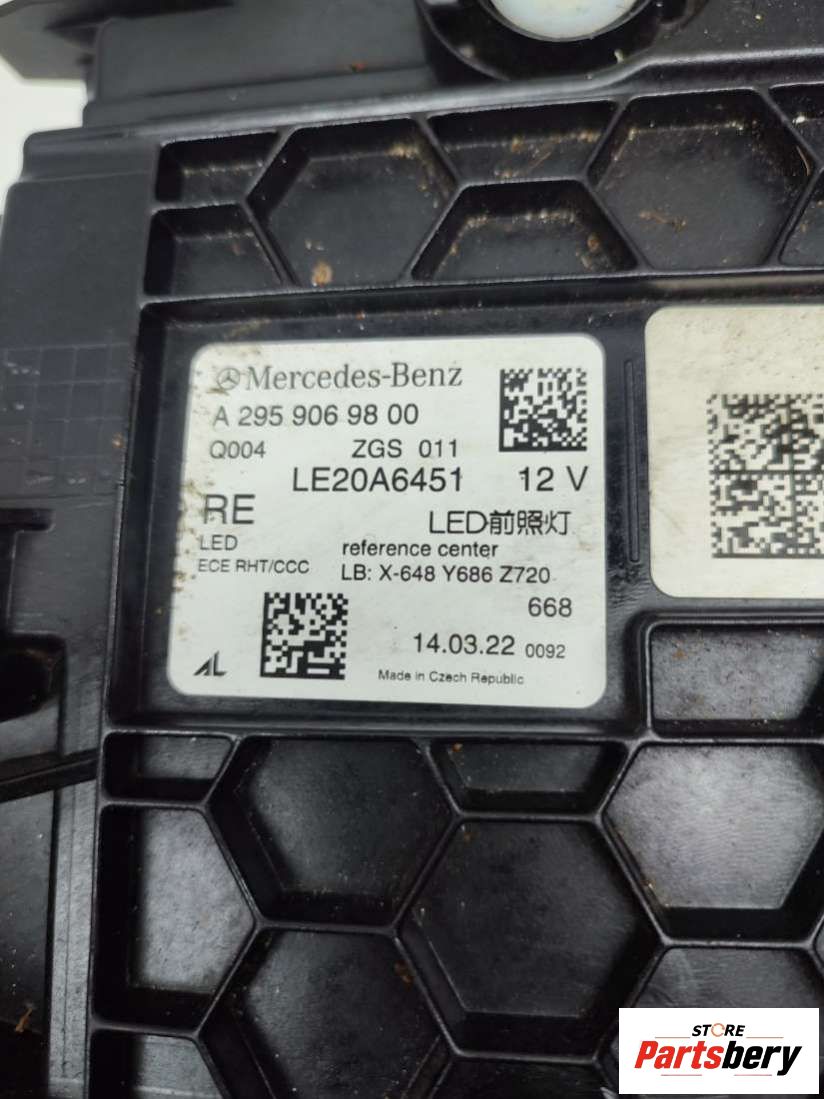 Mercedes-Benz
A 295 906 98 00
Q004 ZGS 011
LE20A6451 12 V
RE LED前照灯
LED reference center
ECE RHT/CCC LB: X-648 Y686 Z720
668
14.03.22 0092
AL Made in Czech Republic
STORE
Partsbery